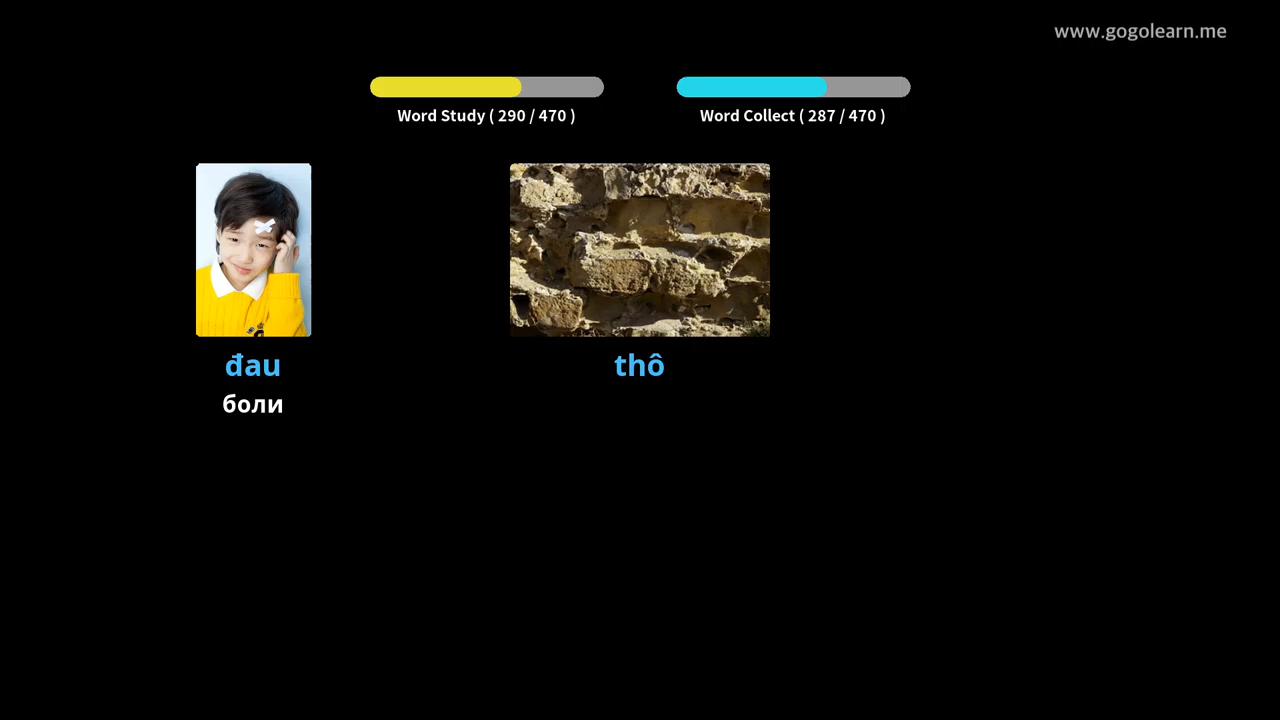 www.gogolearn.me
Word Study ( 290 / 470 )
Word Collect ( 287 / 470 )
đau
thô
боли